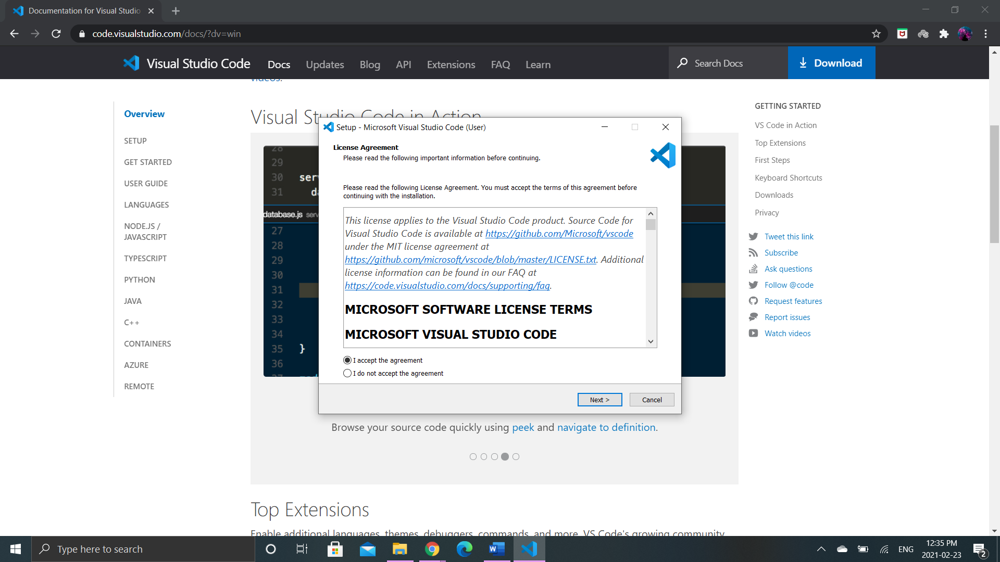 Documentation for Visual Studio
code.visualstudio.com/docs/?dv=win
Visual Studio Code
Docs
Updates
Blog
API
Extensions
FAQ
Learn
Search Docs
Download
videos.
Overview
SETUP
GET STARTED
USER GUIDE
LANGUAGES
NODE.JS /
JAVASCRIPT
TYPESCRIPT
PYTHON
JAVA
C++
CONTAINERS
AZURE
REMOTE
Visual Studio Code in Action
28
29
30 serv
31 da
database.js serv
27
28
29
30
31
32
33
34
35 }
36
37
Setup - Microsoft Visual Studio Code (User)
License Agreement
Please read the following important information before continuing.
Please read the following License Agreement. You must accept the terms of this agreement before
continuing with the installation.
This license applies to the Visual Studio Code product. Source Code for
Visual Studio Code is available at https://github.com/Microsoft/vscode
under the MIT license agreement at
https://github.com/microsoft/vscode/blob/master/LICENSE.txt. Additional
license information can be found in our FAQ at
https://code.visualstudio.com/docs/supporting/faq.
MICROSOFT SOFTWARE LICENSE TERMS
MICROSOFT VISUAL STUDIO CODE
I accept the agreement
I do not accept the agreement
Next >
Cancel
Browse your source code quickly using peek and navigate to definition.
Top Extensions
Enable additional languages, themes, debuggers, commands, and more. VS Code's growing community
GETTING STARTED
VS Code in Action
Top Extensions
First Steps
Keyboard Shortcuts
Downloads
Privacy
Tweet this link
Subscribe
Ask questions
Follow @code
Request features
Report issues
Watch videos
Type here to search
ENG
12:35 PM
2021-02-23
2